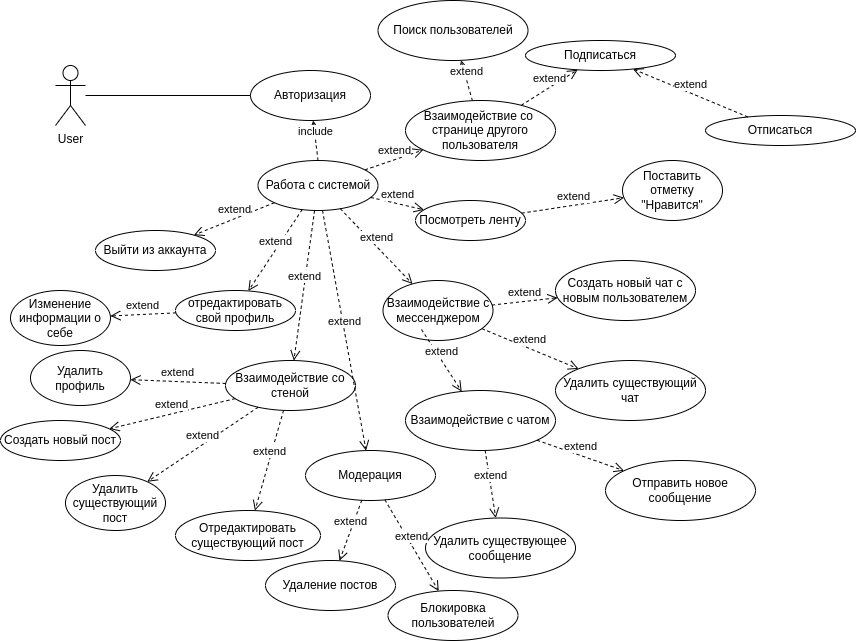 Поиск пользователей
extend
Подписаться
extend
extend
User
Авторизация
include
Взаимодействие со
странице другого
пользователя
Отписаться
extend
Работа с системой
extend
Поставить
отметку
"Нравится"
extend
Посмотреть ленту
extend
Выйти из аккаунта
extend
extend
extend
Изменение
информации о
себе
extend
отредактировать
свой профиль
extend
Взаимодействие с
мессенджером
extend
Создать новый чат с
новым пользователем
extend
extend
Удалить
профиль
extend
Взаимодействие со
стеной
Удалить существующий
чат
extend
Создать новый пост
extend
Взаимодействие с чатом
extend
extend
Удалить
существующий
пост
Модерация
extend
Отправить новое
сообщение
Отредактировать
существующий пост
extend
extend
Удалить существующее
сообщение
Удаление постов
Блокировка
пользователей